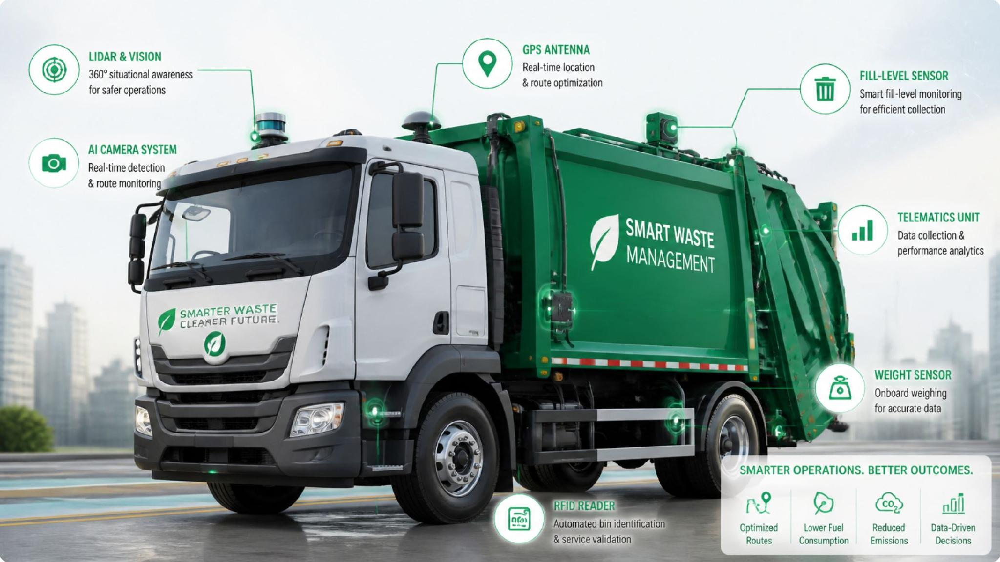 LIDAR & VISION
360° situational awareness
for safer operations
GPS ANTENNA
Real-time location
& route optimization
FILL-LEVEL SENSOR
Smart fill-level monitoring
for efficient collection
AI CAMERA SYSTEM
Real-time detection
& route monitoring
TELEMATICS UNIT
Data collection &
performance analytics
SMART WASTE
MANAGEMENT
SMARTER WASTE
CLEANER FUTURE.
WEIGHT SENSOR
Onboard weighing
for accurate data
RFID READER
Automated bin identification
& service validation
SMARTER OPERATIONS. BETTER OUTCOMES.
CO2
Optimized
Routes
Lower Fuel
Consumption
Reduced
Emissions
Data-Driven
Decisions